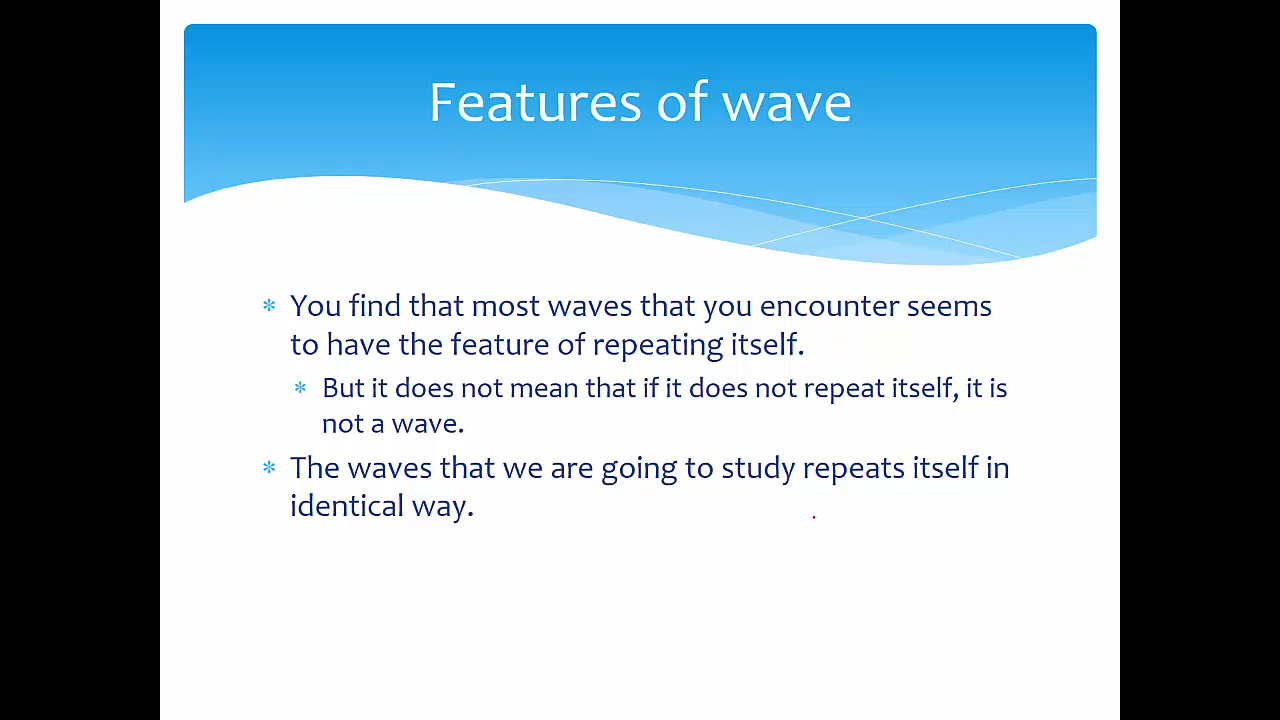 Features of wave
* You find that most waves that you encounter seems
to have the feature of repeating itself.
* But it does not mean that if it does not repeat itself, it is
not a wave.
* The waves that we are going to study repeats itself in
identical way.